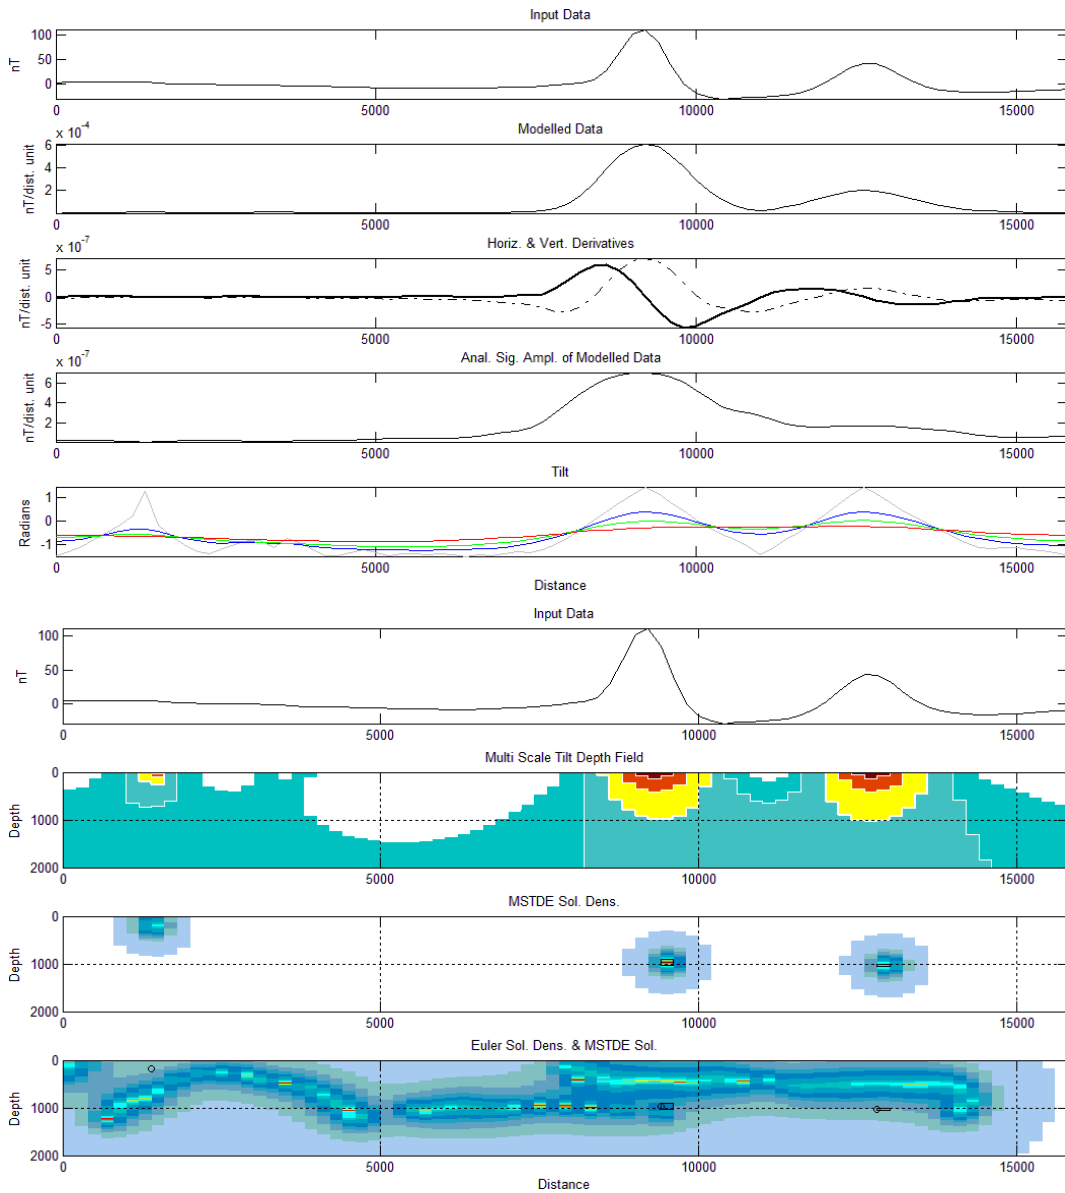 Input Data
nT
100
50
0
0 5000 10000 15000
x 10-4
Modelled Data
nT/dist. unit
6
4
2
0 5000 10000 15000
x 10-7
Horiz. & Vert. Derivatives
nT/dist. unit
5
0
-5
0 5000 10000 15000
x 10-7
Anal. Sig. Ampl. of Modelled Data
nT/dist. unit
6
4
2
0 5000 10000 15000
Tilt
Radians
1
0
-1
0 5000 10000 15000
Distance
Input Data
nT
100
50
0
0 5000 10000 15000
Multi Scale Tilt Depth Field
Depth
0
1000
2000
0 5000 10000 15000
MSTDE Sol. Dens.
Depth
0
1000
2000
0 5000 10000 15000
Euler Sol. Dens. & MSTDE Sol.
Depth
0
1000
2000
0 5000 10000 15000
Distance